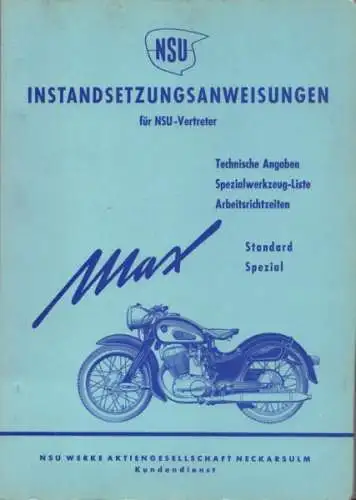 NSU
INSTANDSETZUNGSANWEISUNGEN
für NSU-Vertreter
Technische Angaben
Spezialwerkzeug-Liste
Arbeitsrichtzeiten
Max
Standard
Spezial
NSU WERKE AKTIENGESELLSCHAFT NECKARSULM
Kundendienst